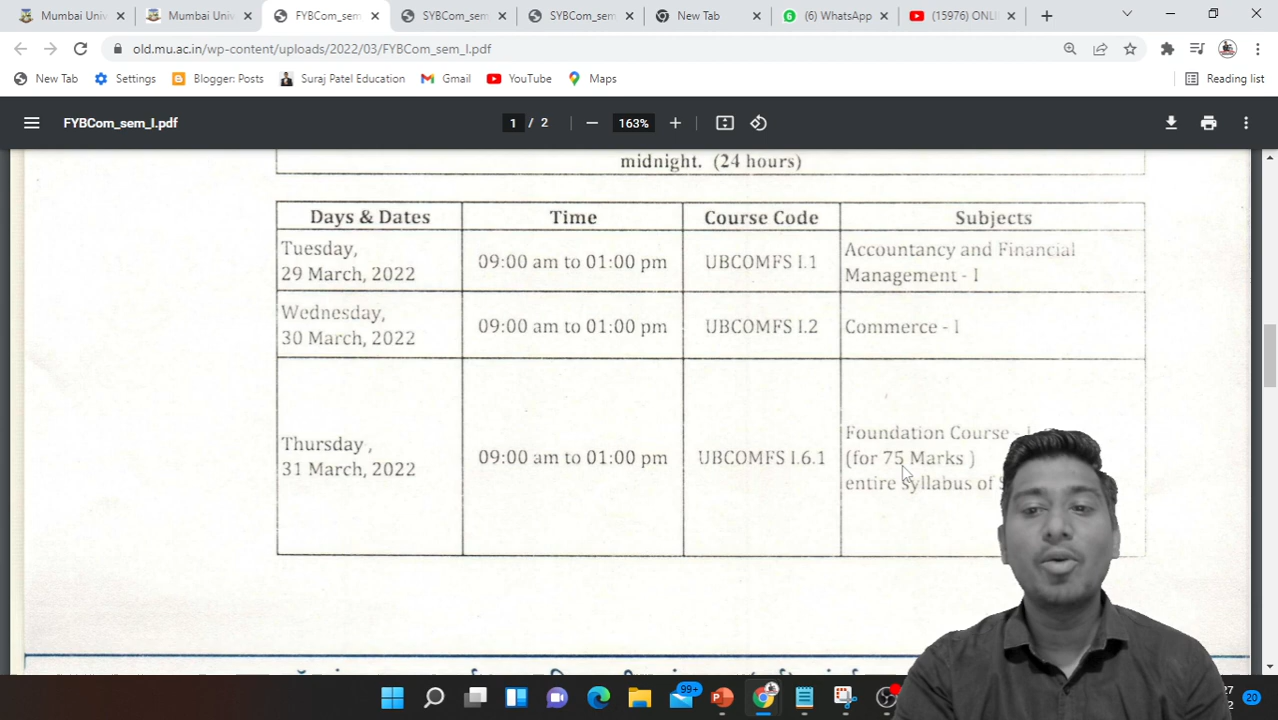 Mumbai Univ
Mumbai Univ
FYBCom_sem
SYBCom_sem
SYBCom_sem
New Tab
(6) WhatsApp
(15976) ONLI
old.mu.ac.in/wp-content/uploads/2022/03/FYBCom_sem_I.pdf
New Tab
Settings
Blogger: Posts
Suraj Patel Education
Gmail
YouTube
Maps
Reading list
FYBCom_sem_I.pdf
1 / 2
163%
midnight. (24 hours)
Days & Dates
Time
Course Code
Subjects
Tuesday,
29 March, 2022
09:00 am to 01:00 pm
UBCOMFS I.1
Accountancy and Financial
Management - I
Wednesday,
30 March, 2022
09:00 am to 01:00 pm
UBCOMFS I.2
Commerce - I
Thursday ,
31 March, 2022
09:00 am to 01:00 pm
UBCOMFS I.6.1
Foundation Course -
(for 75 Marks )
entire syllabus of
99+
20